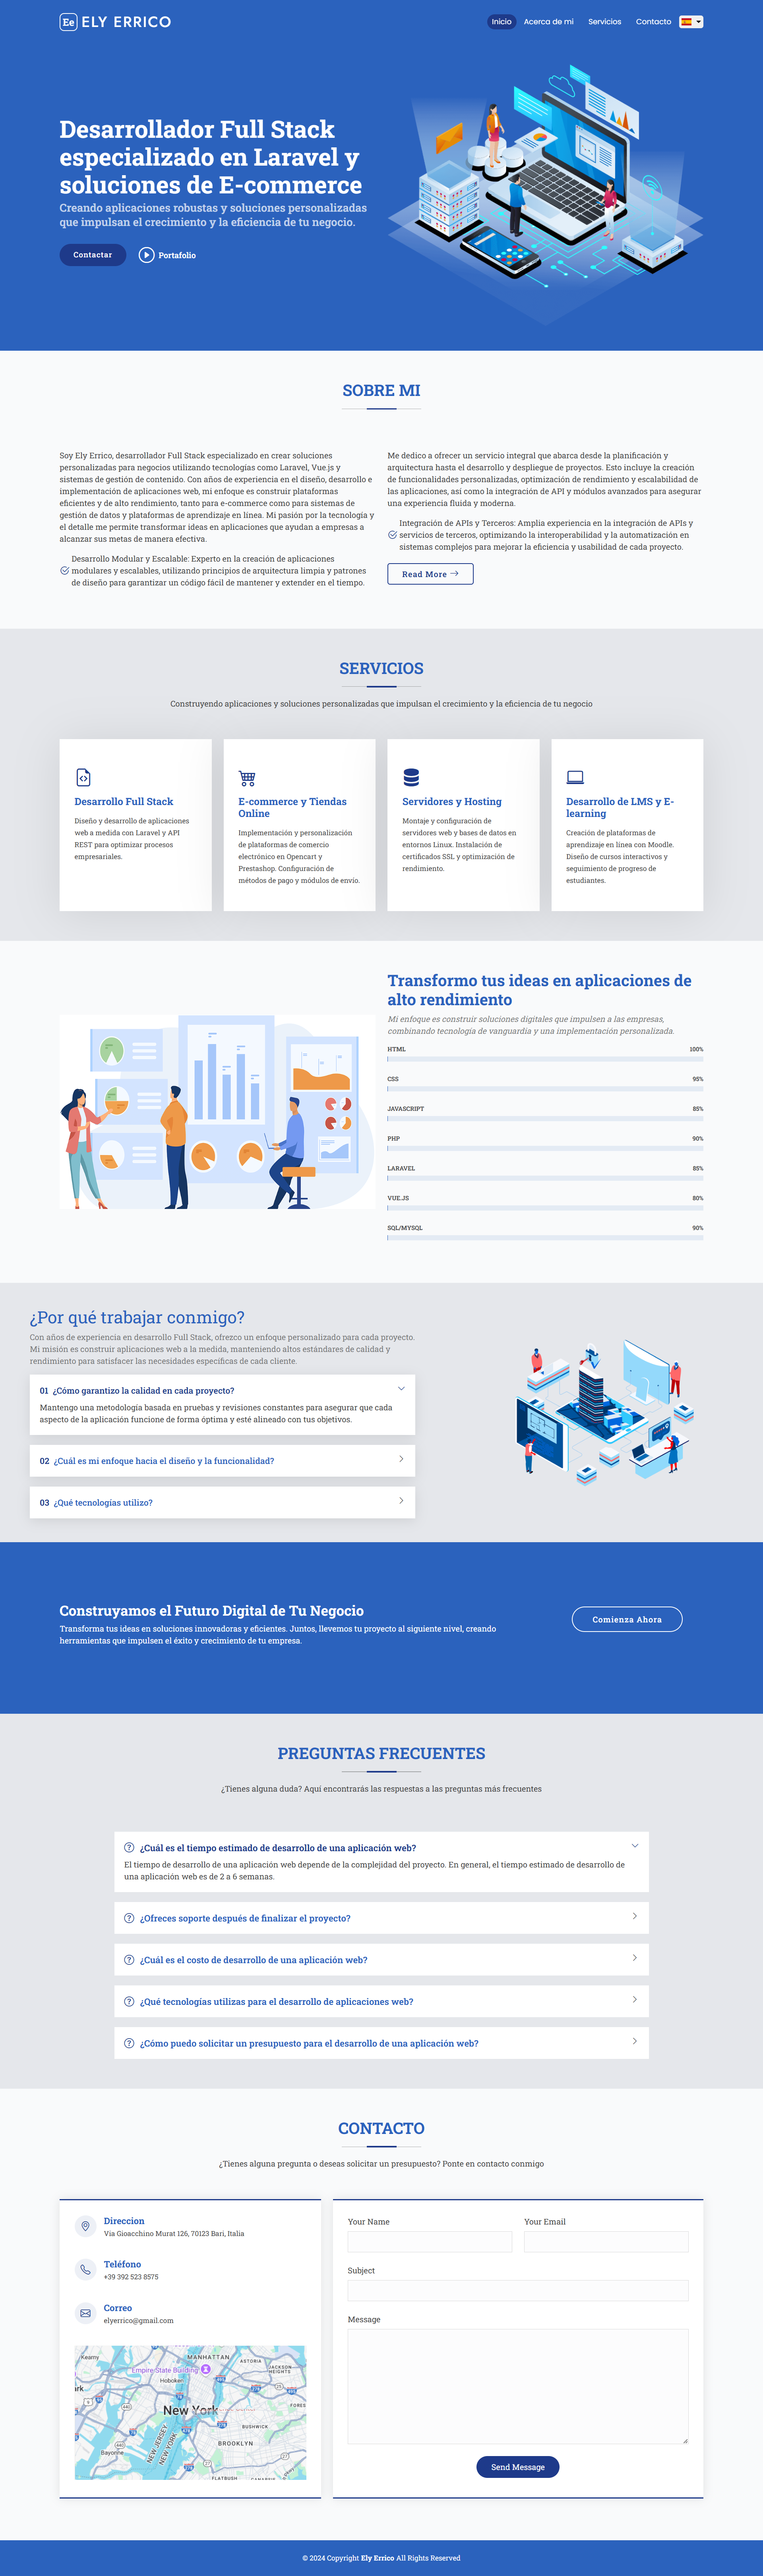 Ee ELY ERRICO
Inicio
Acerca de mi
Servicios
Contacto
Desarrollador Full Stack
especializado en Laravel y
soluciones de E-commerce
Creando aplicaciones robustas y soluciones personalizadas
que impulsan el crecimiento y la eficiencia de tu negocio.
Contactar
Portafolio
SOBRE MI
Soy Ely Errico, desarrollador Full Stack especializado en crear soluciones
personalizadas para negocios utilizando tecnologías como Laravel, Vue.js y
sistemas de gestión de contenido. Con años de experiencia en el diseño, desarrollo e
implementación de aplicaciones web, mi enfoque es construir plataformas
eficientes y de alto rendimiento, tanto para e-commerce como para sistemas de
gestión de datos y plataformas de aprendizaje en línea. Mi pasión por la tecnología y
el detalle me permite transformar ideas en aplicaciones que ayudan a empresas a
alcanzar sus metas de manera efectiva.
Desarrollo Modular y Escalable: Experto en la creación de aplicaciones
modulares y escalables, utilizando principios de arquitectura limpia y patrones
de diseño para garantizar un código fácil de mantener y extender en el tiempo.
Me dedico a ofrecer un servicio integral que abarca desde la planificación y
arquitectura hasta el desarrollo y despliegue de proyectos. Esto incluye la creación
de funcionalidades personalizadas, optimización de rendimiento y escalabilidad de
las aplicaciones, así como la integración de API y módulos avanzados para asegurar
una experiencia fluida y moderna.
Integración de APIs y Terceros: Amplia experiencia en la integración de APIs y
servicios de terceros, optimizando la interoperabilidad y la automatización en
sistemas complejos para mejorar la eficiencia y usabilidad de cada proyecto.
Read More
SERVICIOS
Construyendo aplicaciones y soluciones personalizadas que impulsan el crecimiento y la eficiencia de tu negocio
Desarrollo Full Stack
Diseño y desarrollo de aplicaciones
web a medida con Laravel y API
REST para optimizar procesos
empresariales.
E-commerce y Tiendas
Online
Implementación y personalización
de plataformas de comercio
electrónico en Opencart y
Prestashop. Configuración de
métodos de pago y módulos de envío.
Servidores y Hosting
Montaje y configuración de
servidores web y bases de datos en
entornos Linux. Instalación de
certificados SSL y optimización de
rendimiento.
Desarrollo de LMS y E-
learning
Creación de plataformas de
aprendizaje en línea con Moodle.
Diseño de cursos interactivos y
seguimiento de progreso de
estudiantes.
Transformo tus ideas en aplicaciones de
alto rendimiento
Mi enfoque es construir soluciones digitales que impulsen a las empresas,
combinando tecnología de vanguardia y una implementación personalizada.
HTML 100%
CSS 95%
JAVASCRIPT 85%
PHP 90%
LARAVEL 85%
VUE.JS 80%
SQL/MYSQL 90%
¿Por qué trabajar conmigo?
Con años de experiencia en desarrollo Full Stack, ofrezco un enfoque personalizado para cada proyecto.
Mi misión es construir aplicaciones web a la medida, manteniendo altos estándares de calidad y
rendimiento para satisfacer las necesidades específicas de cada cliente.
01 ¿Cómo garantizo la calidad en cada proyecto?
Mantengo una metodología basada en pruebas y revisiones constantes para asegurar que cada
aspecto de la aplicación funcione de forma óptima y esté alineado con tus objetivos.
02 ¿Cuál es mi enfoque hacia el diseño y la funcionalidad?
03 ¿Qué tecnologías utilizo?
Construyamos el Futuro Digital de Tu Negocio
Transforma tus ideas en soluciones innovadoras y eficientes. Juntos, llevemos tu proyecto al siguiente nivel, creando
herramientas que impulsen el éxito y crecimiento de tu empresa.
Comienza Ahora
PREGUNTAS FRECUENTES
¿Tienes alguna duda? Aquí encontrarás las respuestas a las preguntas más frecuentes
¿Cuál es el tiempo estimado de desarrollo de una aplicación web?
El tiempo de desarrollo de una aplicación web depende de la complejidad del proyecto. En general, el tiempo estimado de desarrollo de
una aplicación web es de 2 a 6 semanas.
¿Ofreces soporte después de finalizar el proyecto?
¿Cuál es el costo de desarrollo de una aplicación web?
¿Qué tecnologías utilizas para el desarrollo de aplicaciones web?
¿Cómo puedo solicitar un presupuesto para el desarrollo de una aplicación web?
CONTACTO
¿Tienes alguna pregunta o deseas solicitar un presupuesto? Ponte en contacto conmigo
Direccion
Via Gioacchino Murat 126, 70123 Bari, Italia
Teléfono
+39 392 523 8575
Correo
elyerrico@gmail.com
Kearny
MANHATTAN
ASTORIA
JACKSON
HEIGHTS
Empire State Building
Hoboken
New York
BUSHWICK
BROOKLYN
NEW JERSEY
NEW YORK
Bayonne
FLATBUSH
Your Name
Your Email
Subject
Message
Send Message
© 2024 Copyright Ely Errico All Rights Reserved